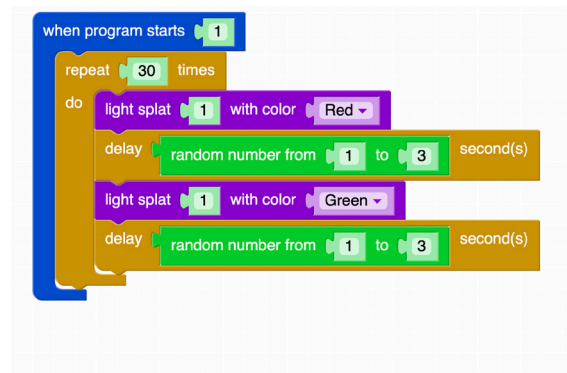 when program starts 1
repeat 30 times
do light splat 1 with color Red
delay random number from 1 to 3 second(s)
light splat 1 with color Green
delay random number from 1 to 3 second(s)